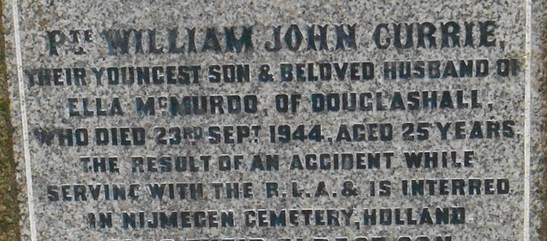 PTE WILLIAM JOHN CURRIE,
THEIR YOUNGEST SON & BELOVED HUSBAND OF
ELLA McMURDO, OF DOUGLASHALL,
WHO DIED 23RD SEPT. 1944, AGED 25 YEARS,
THE RESULT OF AN ACCIDENT WHILE
SERVING WITH THE R.L.A. & IS INTERRED
IN NIJMEGEN CEMETERY, HOLLAND